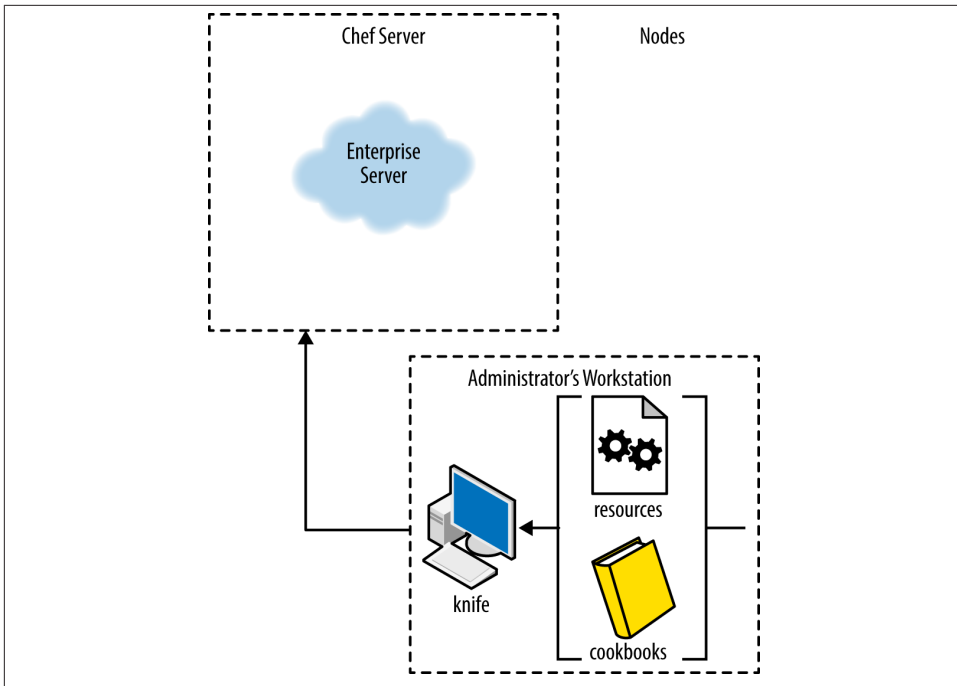 Chef Server
Nodes
Enterprise
Server
Administrator's Workstation
resources
knife
cookbooks